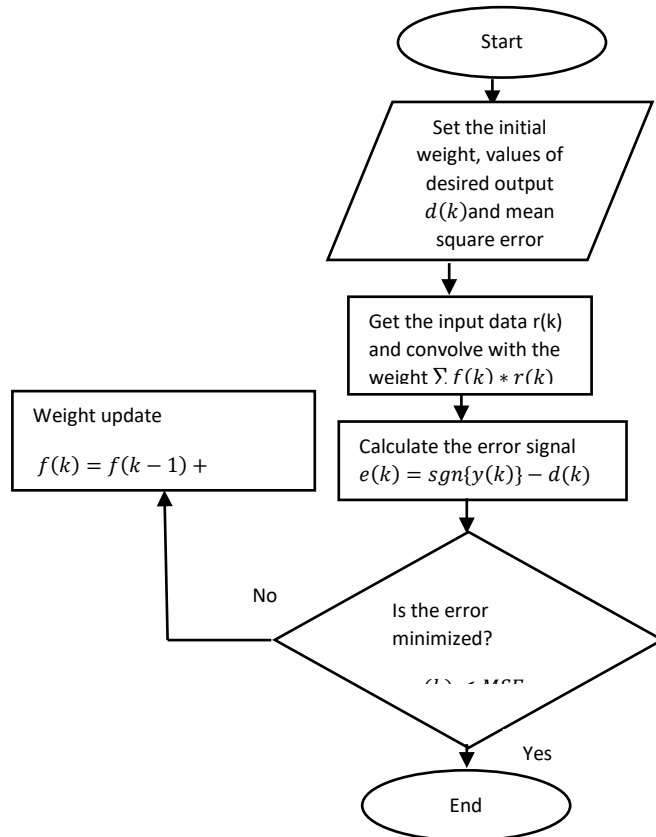 Start
Set the initial
weight, values of
desired output
d(k)and mean
square error
Get the input data r(k)
and convolve with the
weight ∑ f(k) ∗ r(k)
Weight update
f(k) = f(k − 1) +
Calculate the error signal
e(k) = sgn{y(k)} − d(k)
No
Is the error
minimized?
Yes
End